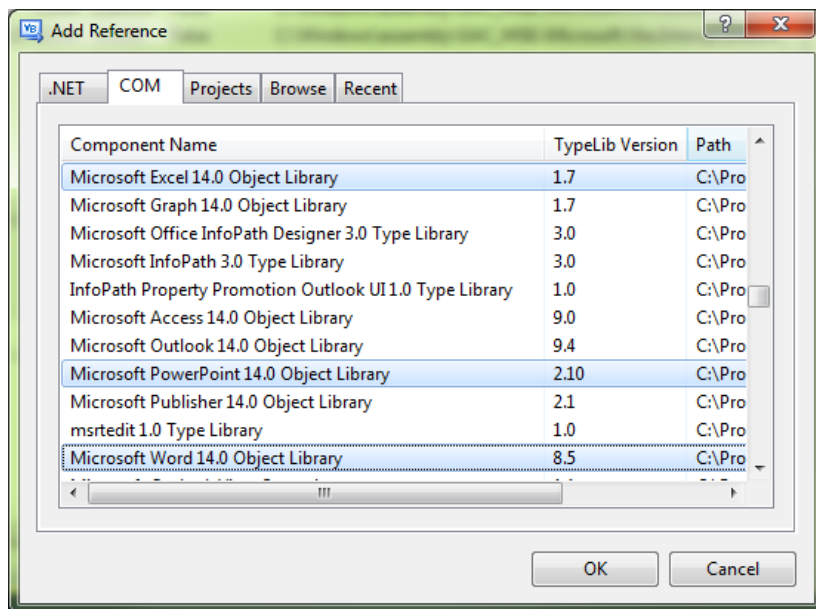 VB Add Reference
.NET COM Projects Browse Recent
Component Name TypeLib Version Path
Microsoft Excel 14.0 Object Library 1.7 C:\Pro
Microsoft Graph 14.0 Object Library 1.7 C:\Pro
Microsoft Office InfoPath Designer 3.0 Type Library 3.0 C:\Pro
Microsoft InfoPath 3.0 Type Library 3.0 C:\Pro
InfoPath Property Promotion Outlook UI 1.0 Type Library 1.0 C:\Pro
Microsoft Access 14.0 Object Library 9.0 C:\Pro
Microsoft Outlook 14.0 Object Library 9.4 C:\Pro
Microsoft PowerPoint 14.0 Object Library 2.10 C:\Pro
Microsoft Publisher 14.0 Object Library 2.1 C:\Pro
msrtedit 1.0 Type Library 1.0 C:\Pro
Microsoft Word 14.0 Object Library 8.5 C:\Pro
OK Cancel